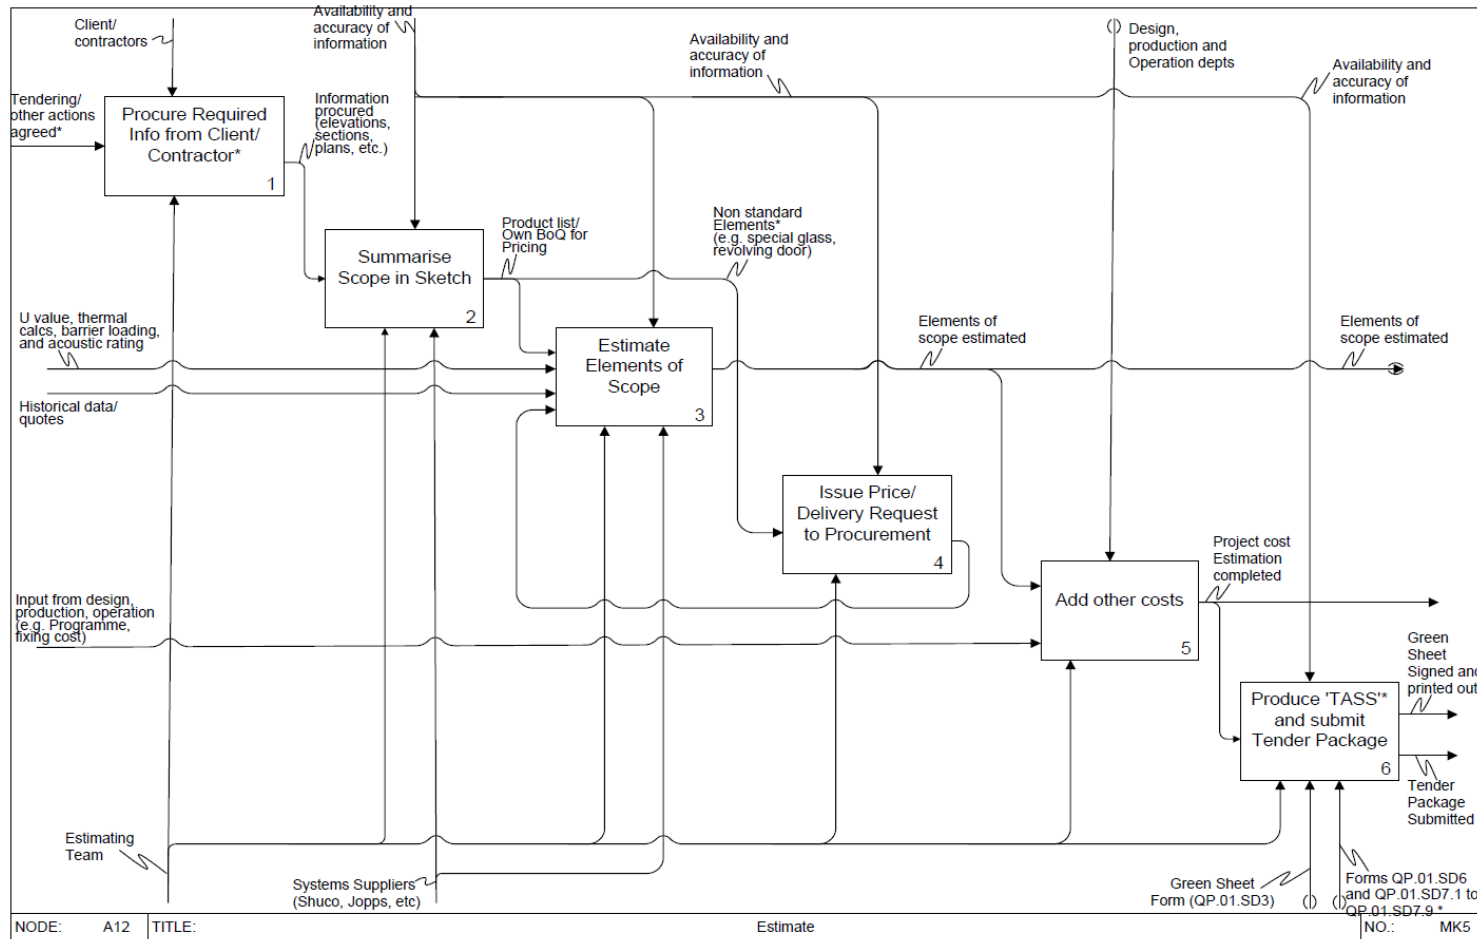 Client/
contractors
Availability and
accuracy of
information
Availability and
accuracy of
information
Design,
production and
Operation depts
Availability and
accuracy of
information
Tendering/
other actions
agreed*
Procure Required
Info from Client/
Contractor*
1
Information
procured
(elevations,
sections,
plans, etc.)
Summarise
Scope in Sketch
2
Product list/
Own BoQ for
Pricing
Non standard
Elements*
(e.g. special glass,
revolving door)
U value, thermal
calcs, barrier loading,
and acoustic rating
Historical data/
quotes
Estimate
Elements of
Scope
3
Elements of
scope estimated
Elements of
scope estimated
Issue Price/
Delivery Request
to Procurement
4
Input from design,
production, operation
(e.g. Programme,
fixing cost)
Add other costs
5
Project cost
Estimation
completed
Green
Sheet
Signed and
printed out
Produce 'TASS'*
and submit
Tender Package
6
Tender
Package
Submitted
Estimating
Team
Systems Suppliers
(Shuco, Jopps, etc)
Green Sheet
Form (QP.01.SD3)
Forms QP.01.SD6
and QP.01.SD7.1 to
QP.01.SD7.9 *
NODE: A12 TITLE: Estimate NO.: MK5